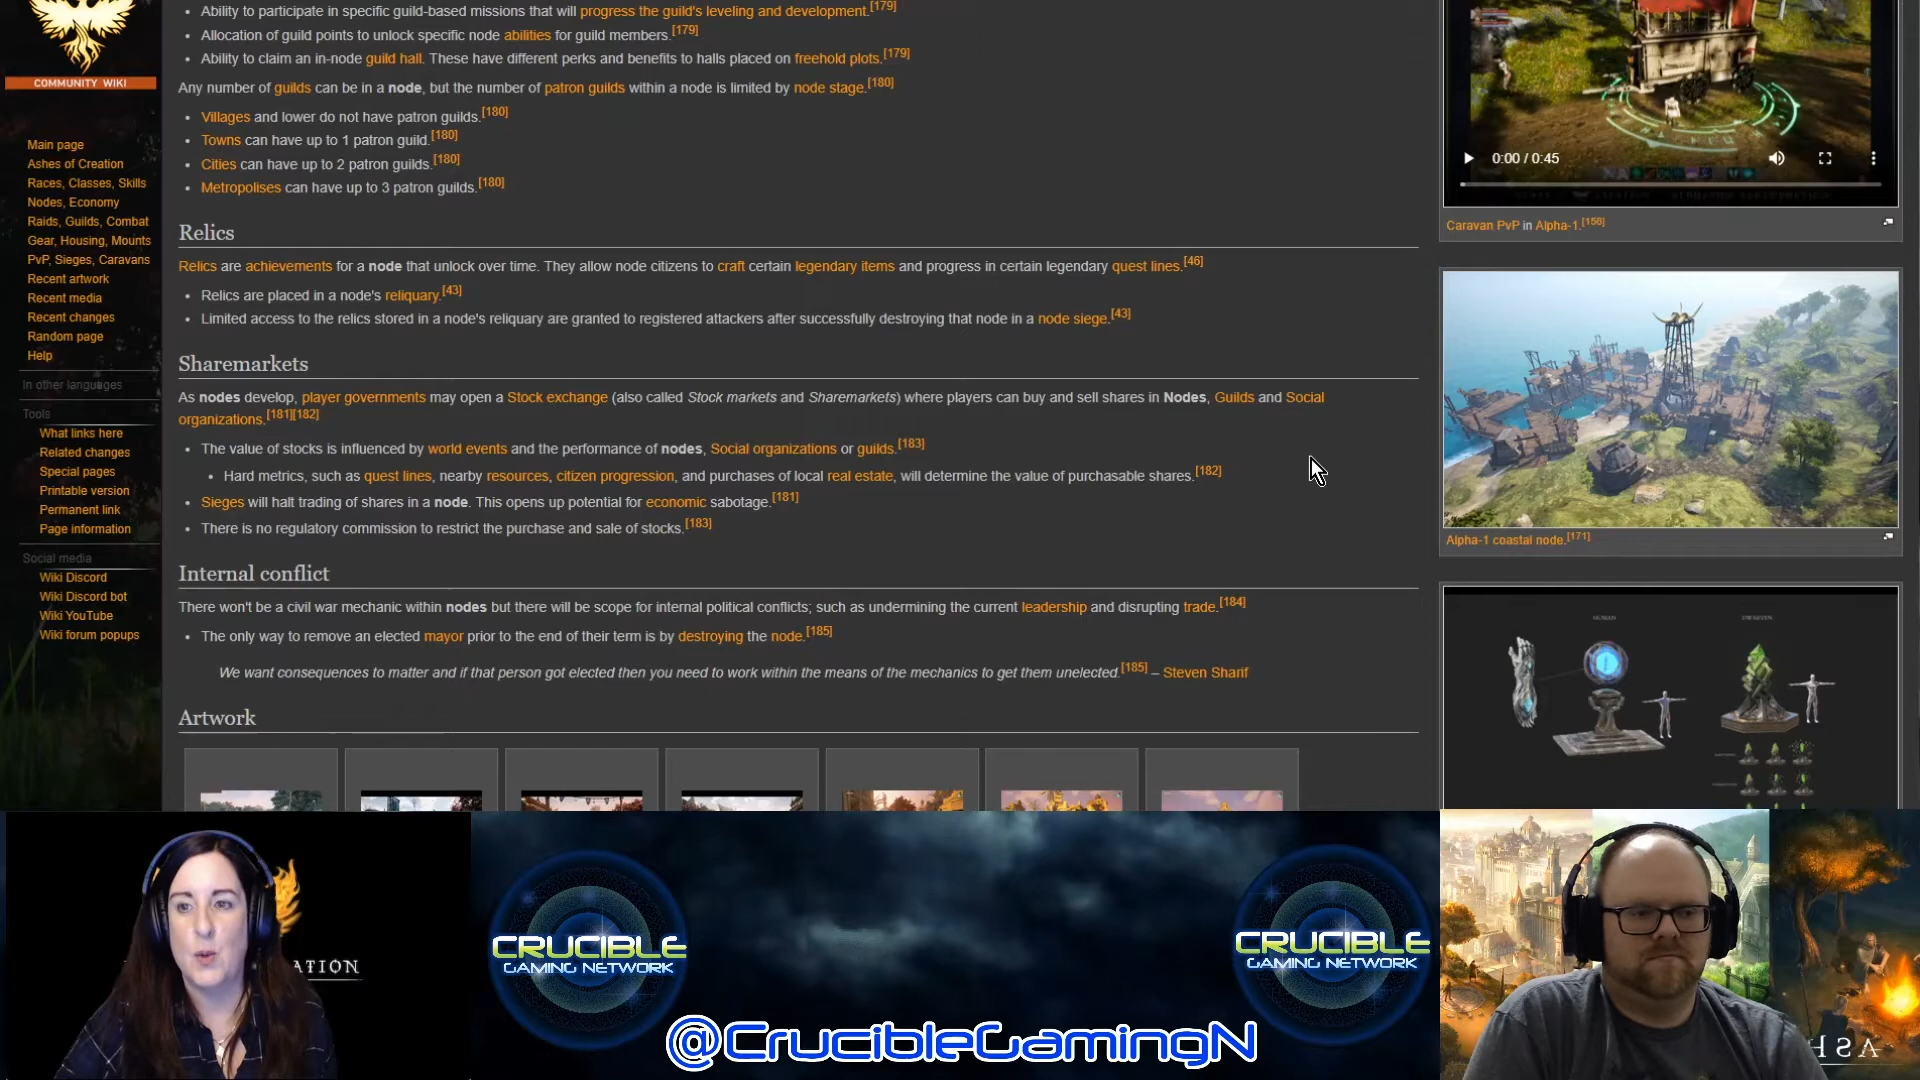 COMMUNITY WIKI
Main page
Ashes of Creation
Races, Classes, Skills
Nodes, Economy
Raids, Guilds, Combat
Gear, Housing, Mounts
PvP, Sieges, Caravans
Recent artwork
Recent media
Recent changes
Random page
Help
In other languages
Tools
What links here
Related changes
Special pages
Printable version
Permanent link
Page information
Social media
Wiki Discord
Wiki Discord bot
Wiki YouTube
Wiki forum popups
• Ability to participate in specific guild-based missions that will progress the guild's leveling and development.[179]
• Allocation of guild points to unlock specific node abilities for guild members.[179]
• Ability to claim an in-node guild hall. These have different perks and benefits to halls placed on freehold plots.[179]
Any number of guilds can be in a node, but the number of patron guilds within a node is limited by node stage.[180]
• Villages and lower do not have patron guilds.[180]
• Towns can have up to 1 patron guild.[180]
• Cities can have up to 2 patron guilds.[180]
• Metropolises can have up to 3 patron guilds.[180]
Relics
Relics are achievements for a node that unlock over time. They allow node citizens to craft certain legendary items and progress in certain legendary quest lines.[46]
• Relics are placed in a node's reliquary.[43]
• Limited access to the relics stored in a node's reliquary are granted to registered attackers after successfully destroying that node in a node siege.[43]
Sharemarkets
As nodes develop, player governments may open a Stock exchange (also called Stock markets and Sharemarkets) where players can buy and sell shares in Nodes, Guilds and Social
organizations.[181][182]
• The value of stocks is influenced by world events and the performance of nodes, Social organizations or guilds.[183]
• Hard metrics, such as quest lines, nearby resources, citizen progression, and purchases of local real estate, will determine the value of purchasable shares.[182]
• Sieges will halt trading of shares in a node. This opens up potential for economic sabotage.[181]
• There is no regulatory commission to restrict the purchase and sale of stocks.[183]
Internal conflict
There won't be a civil war mechanic within nodes but there will be scope for internal political conflicts; such as undermining the current leadership and disrupting trade.[184]
• The only way to remove an elected mayor prior to the end of their term is by destroying the node.[185]
We want consequences to matter and if that person got elected then you need to work within the means of the mechanics to get them unelected.[185] – Steven Sharif
Artwork
0:00 / 0:45
Caravan PvP in Alpha-1.[156]
Alpha-1 coastal node.[171]
ATION
CRUCIBLE
GAMING NETWORK
CRUCIBLE
GAMING NETWORK
@CrucibleGamingN